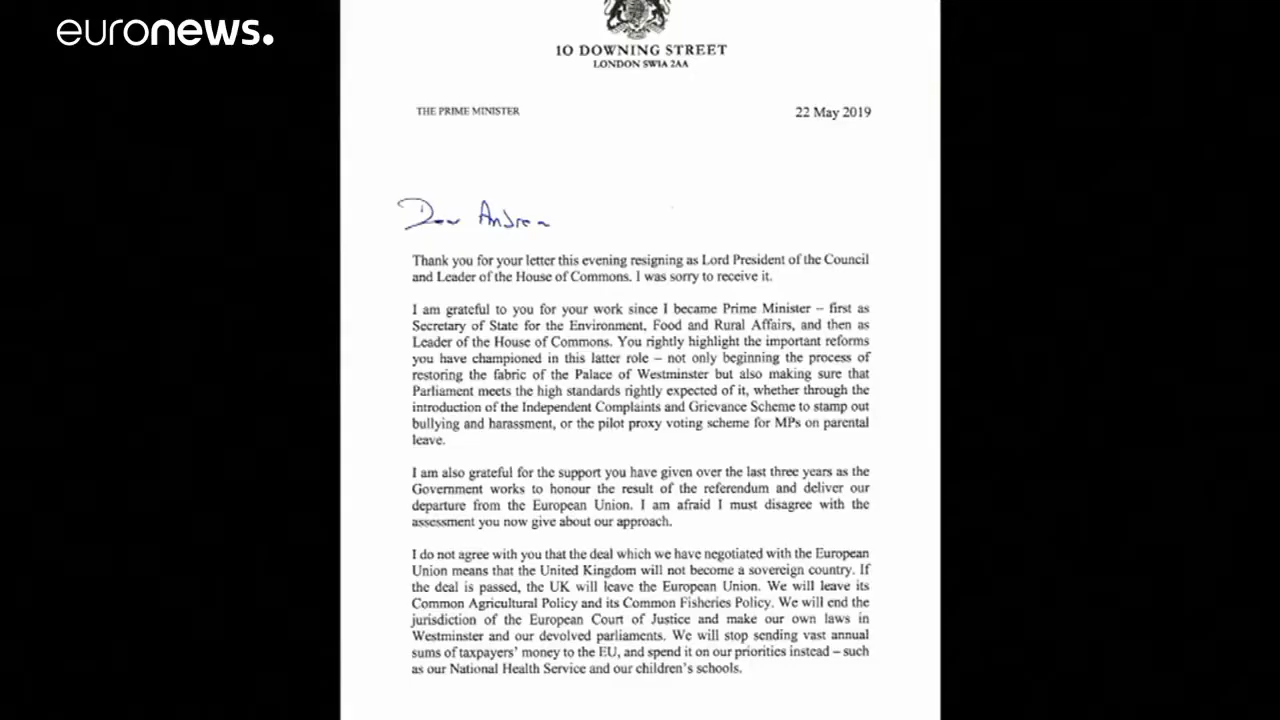 euronews.
10 DOWNING STREET
LONDON SW1A 2AA
THE PRIME MINISTER
22 May 2019
Dear Andrea
Thank you for your letter this evening resigning as Lord President of the Council
and Leader of the House of Commons. I was sorry to receive it.
I am grateful to you for your work since I became Prime Minister – first as
Secretary of State for the Environment, Food and Rural Affairs, and then as
Leader of the House of Commons. You rightly highlight the important reforms
you have championed in this latter role – not only beginning the process of
restoring the fabric of the Palace of Westminster but also making sure that
Parliament meets the high standards rightly expected of it, whether through the
introduction of the Independent Complaints and Grievance Scheme to stamp out
bullying and harassment, or the pilot proxy voting scheme for MPs on parental
leave.
I am also grateful for the support you have given over the last three years as the
Government works to honour the result of the referendum and deliver our
departure from the European Union. I am afraid I must disagree with the
assessment you now give about our approach.
I do not agree with you that the deal which we have negotiated with the European
Union means that the United Kingdom will not become a sovereign country. If
the deal is passed, the UK will leave the European Union. We will leave its
Common Agricultural Policy and its Common Fisheries Policy. We will end the
jurisdiction of the European Court of Justice and make our own laws in
Westminster and our devolved parliaments. We will stop sending vast annual
sums of taxpayers' money to the EU, and spend it on our priorities instead – such
as our National Health Service and our children's schools.